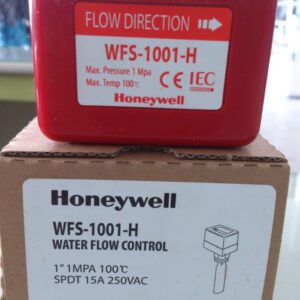 FLOW DIRECTION
WFS-1001-H
Max. Pressure 1 Mpa
Max. Temp 100℃
CE IEC
Honeywell
Honeywell
WFS-1001-H
WATER FLOW CONTROL
1" 1MPA 100℃
SPDT 15A 250VAC